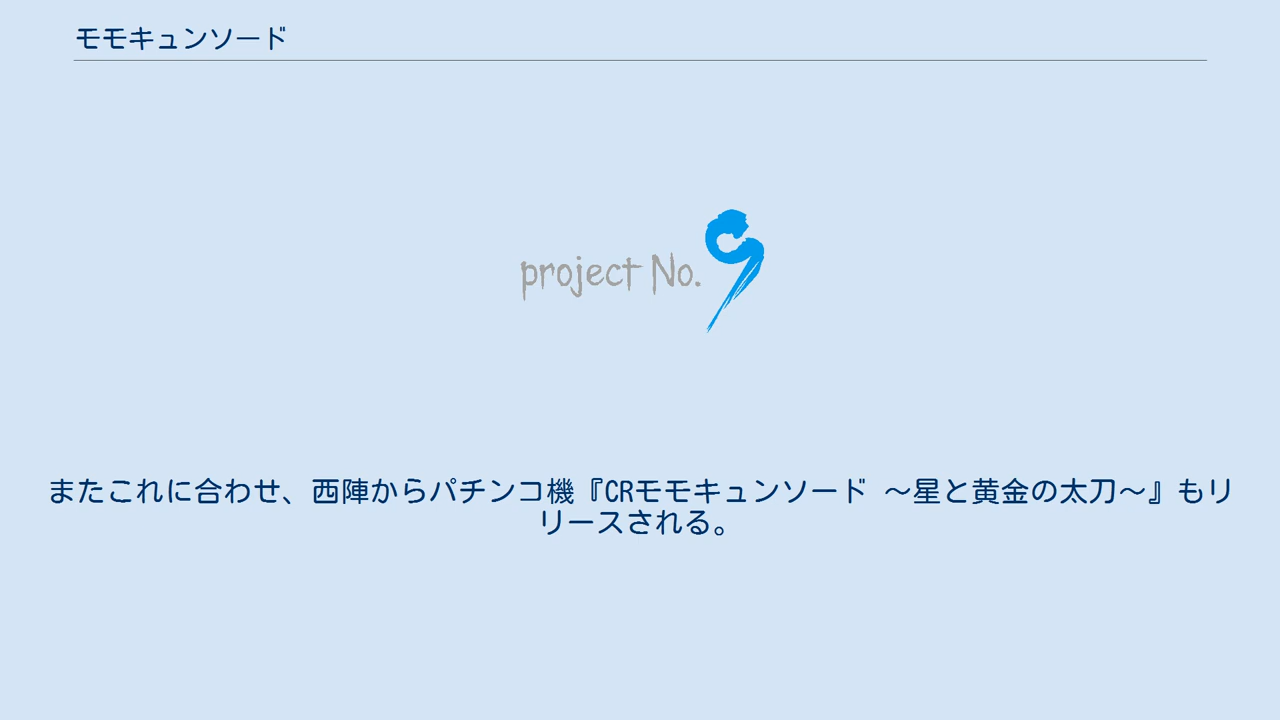 モモキュンソード
project No.9
またこれに合わせ、西陣からパチンコ機『CRモモキュンソード ～星と黄金の太刀～』もリ
リースされる。